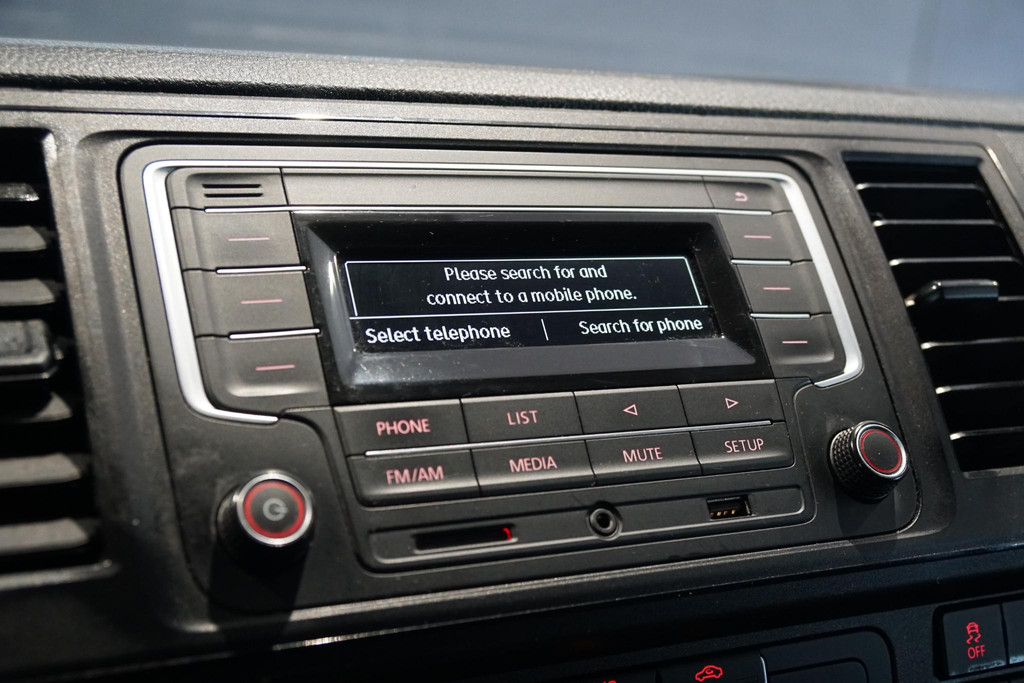 Please search for and
connect to a mobile phone.
Select telephone | Search for phone
PHONE LIST
FM/AM MEDIA MUTE SETUP
OFF